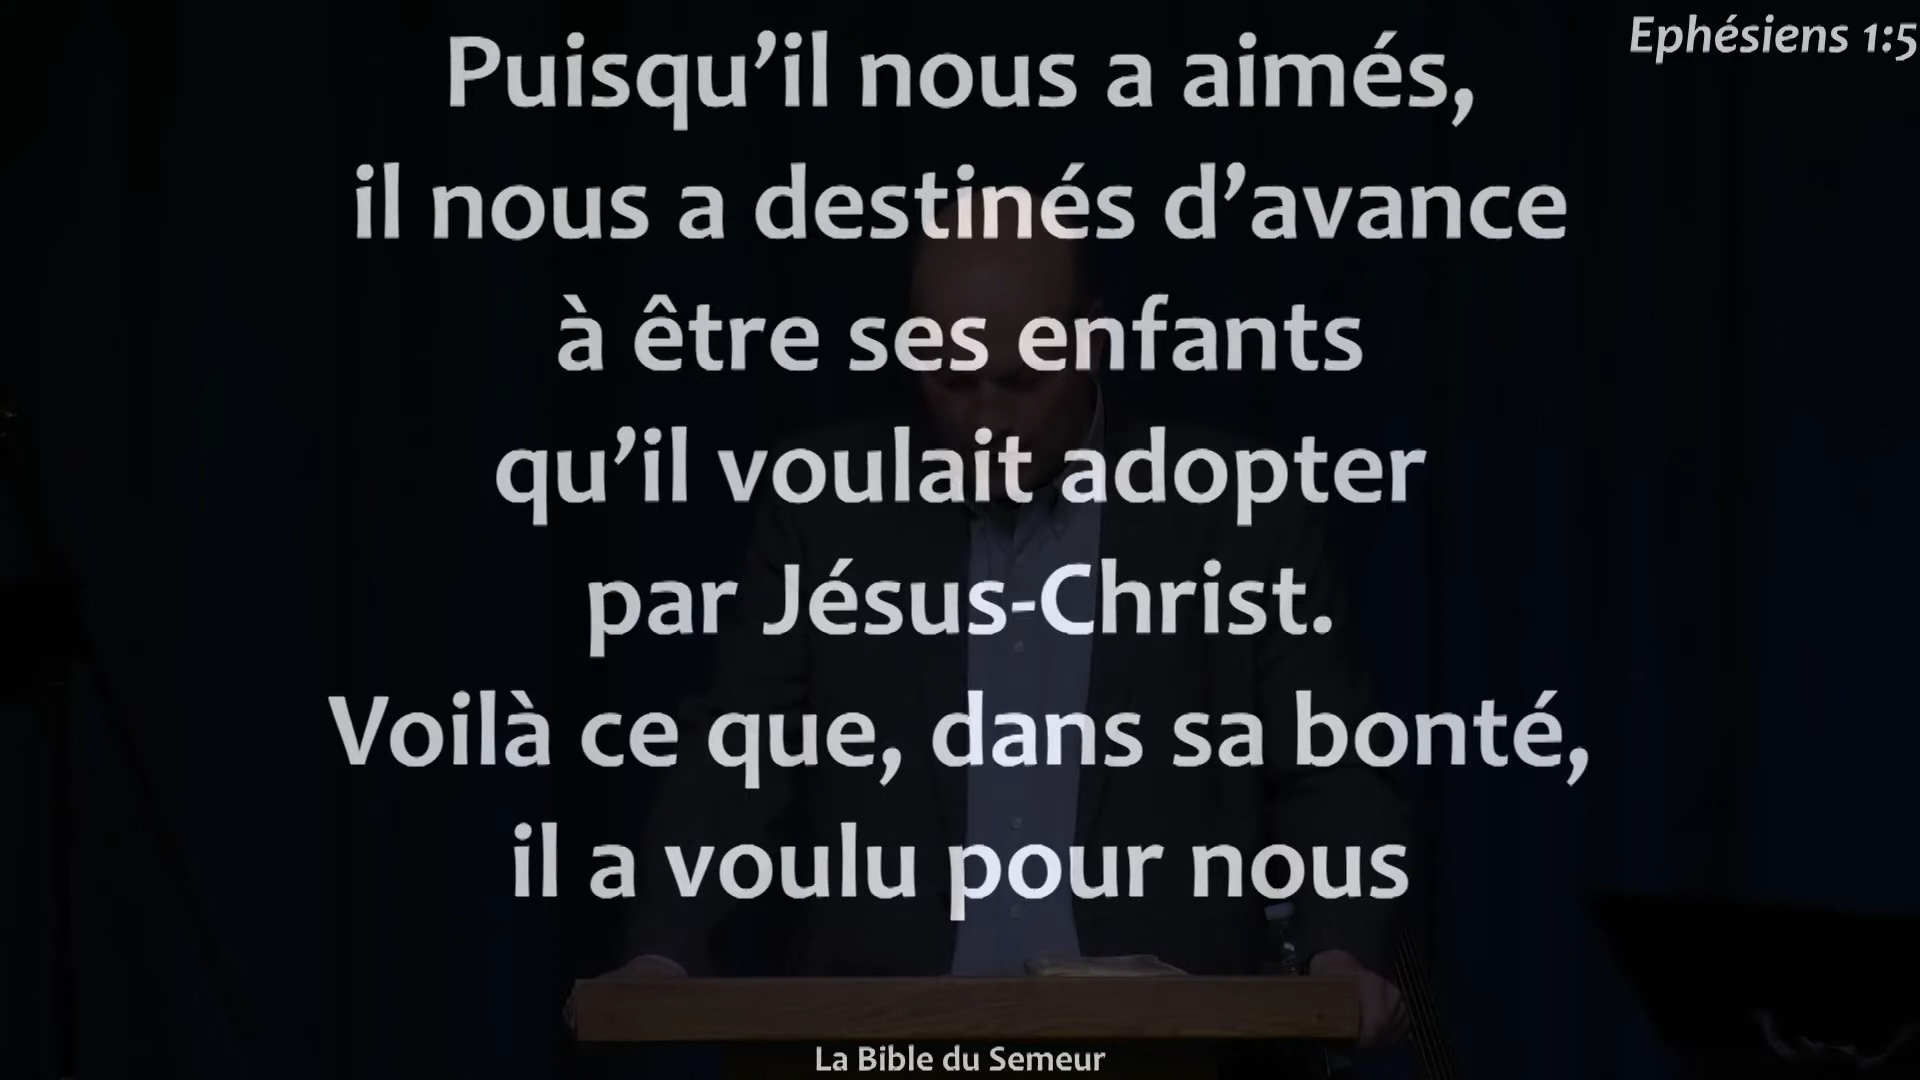 Ephésiens 1:5
Puisqu’il nous a aimés,
il nous a destinés d’avance
à être ses enfants
qu’il voulait adopter
par Jésus-Christ.
Voilà ce que, dans sa bonté,
il a voulu pour nous
La Bible du Semeur